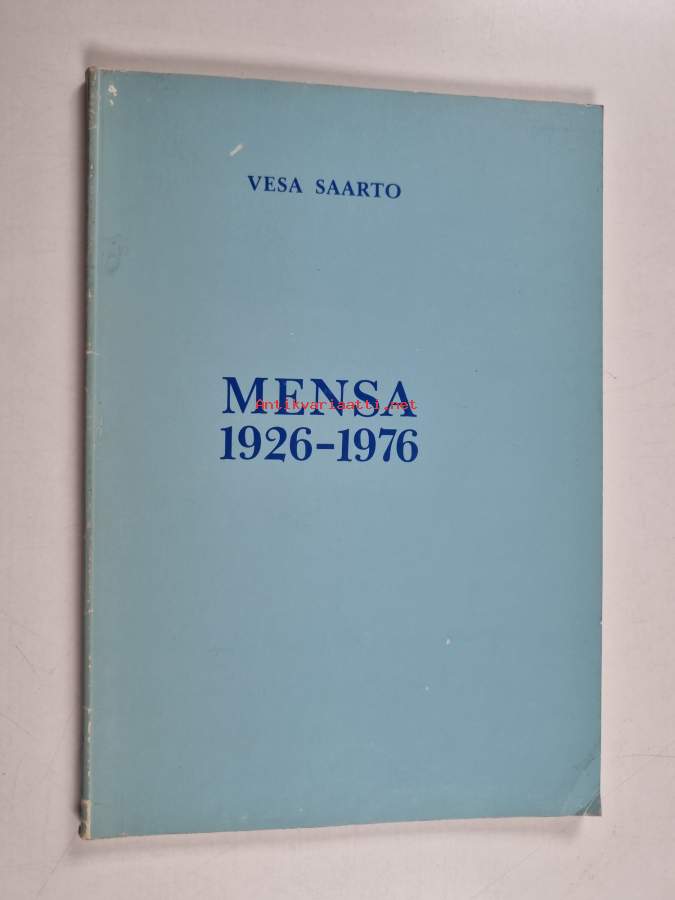 VESA SAARTO
MENSA
Antikvariaatti.net
1926-1976